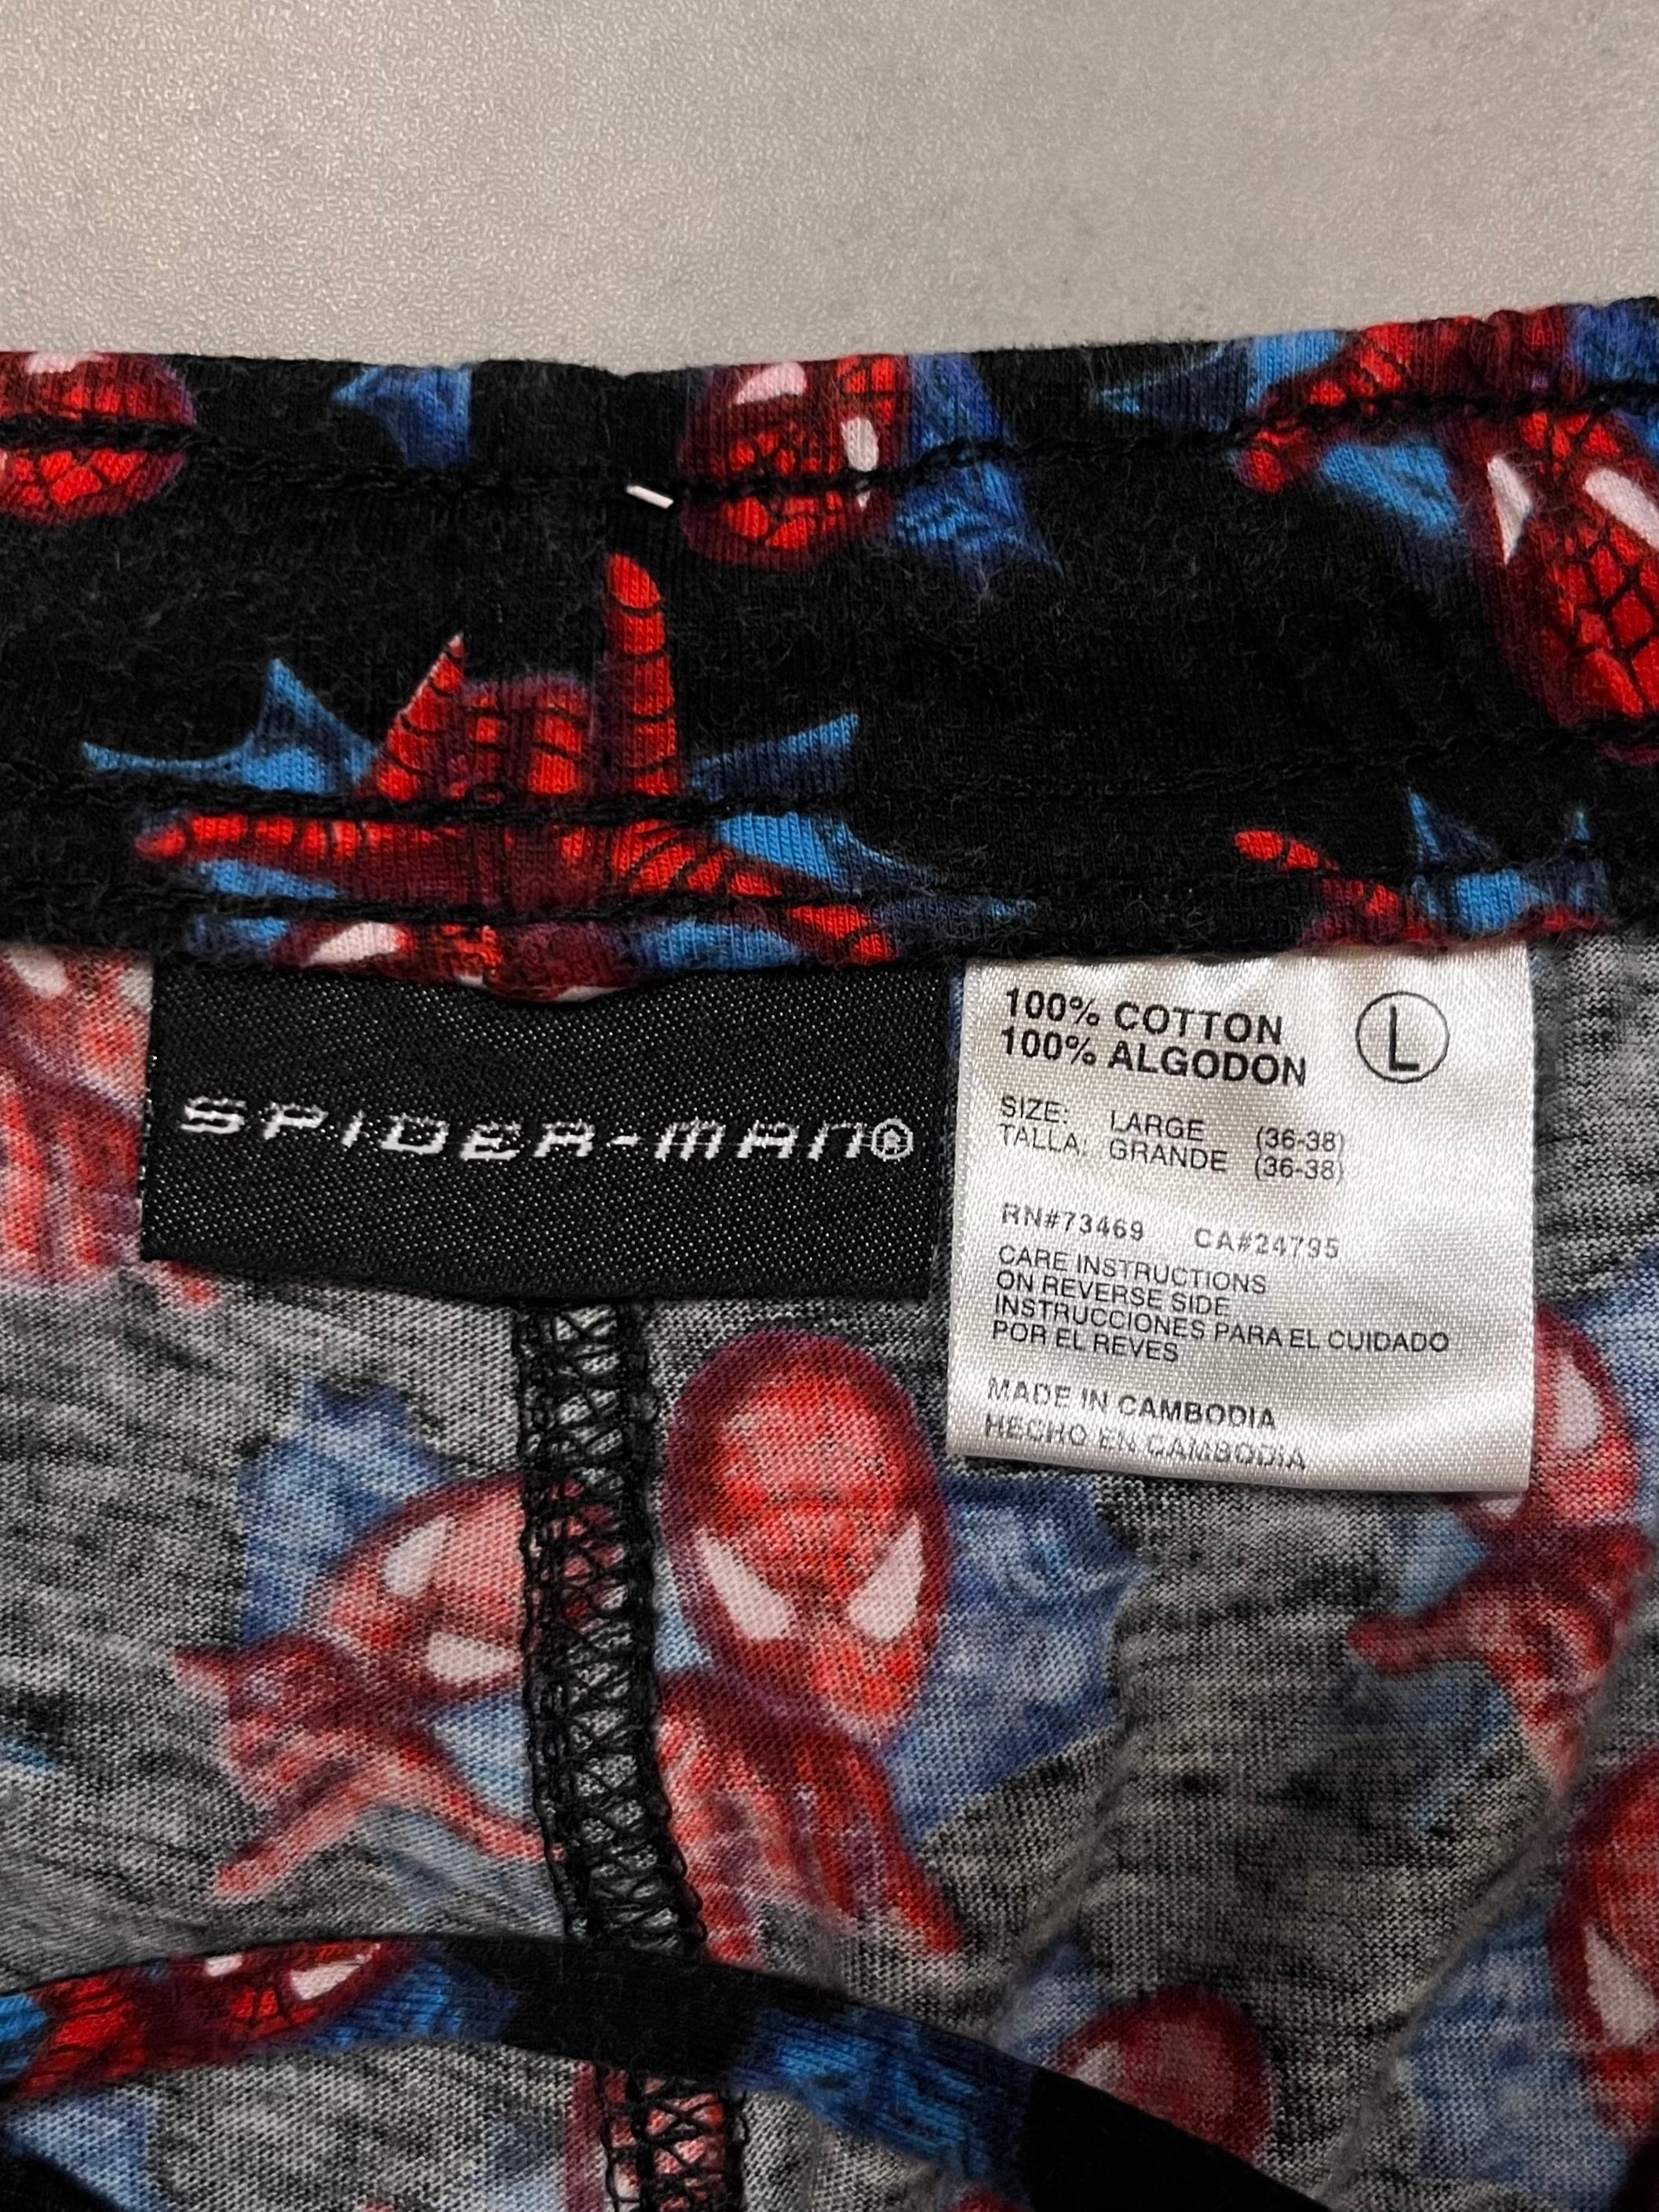 SPIDER-MAN®
100% COTTON
100% ALGODON
L
SIZE: LARGE (36-38)
TALLA: GRANDE (36-38)
RN#73469 CA#24795
CARE INSTRUCTIONS
ON REVERSE SIDE
INSTRUCCIONES PARA EL CUIDADO
POR EL REVES
MADE IN CAMBODIA
HECHO EN CAMBODIA